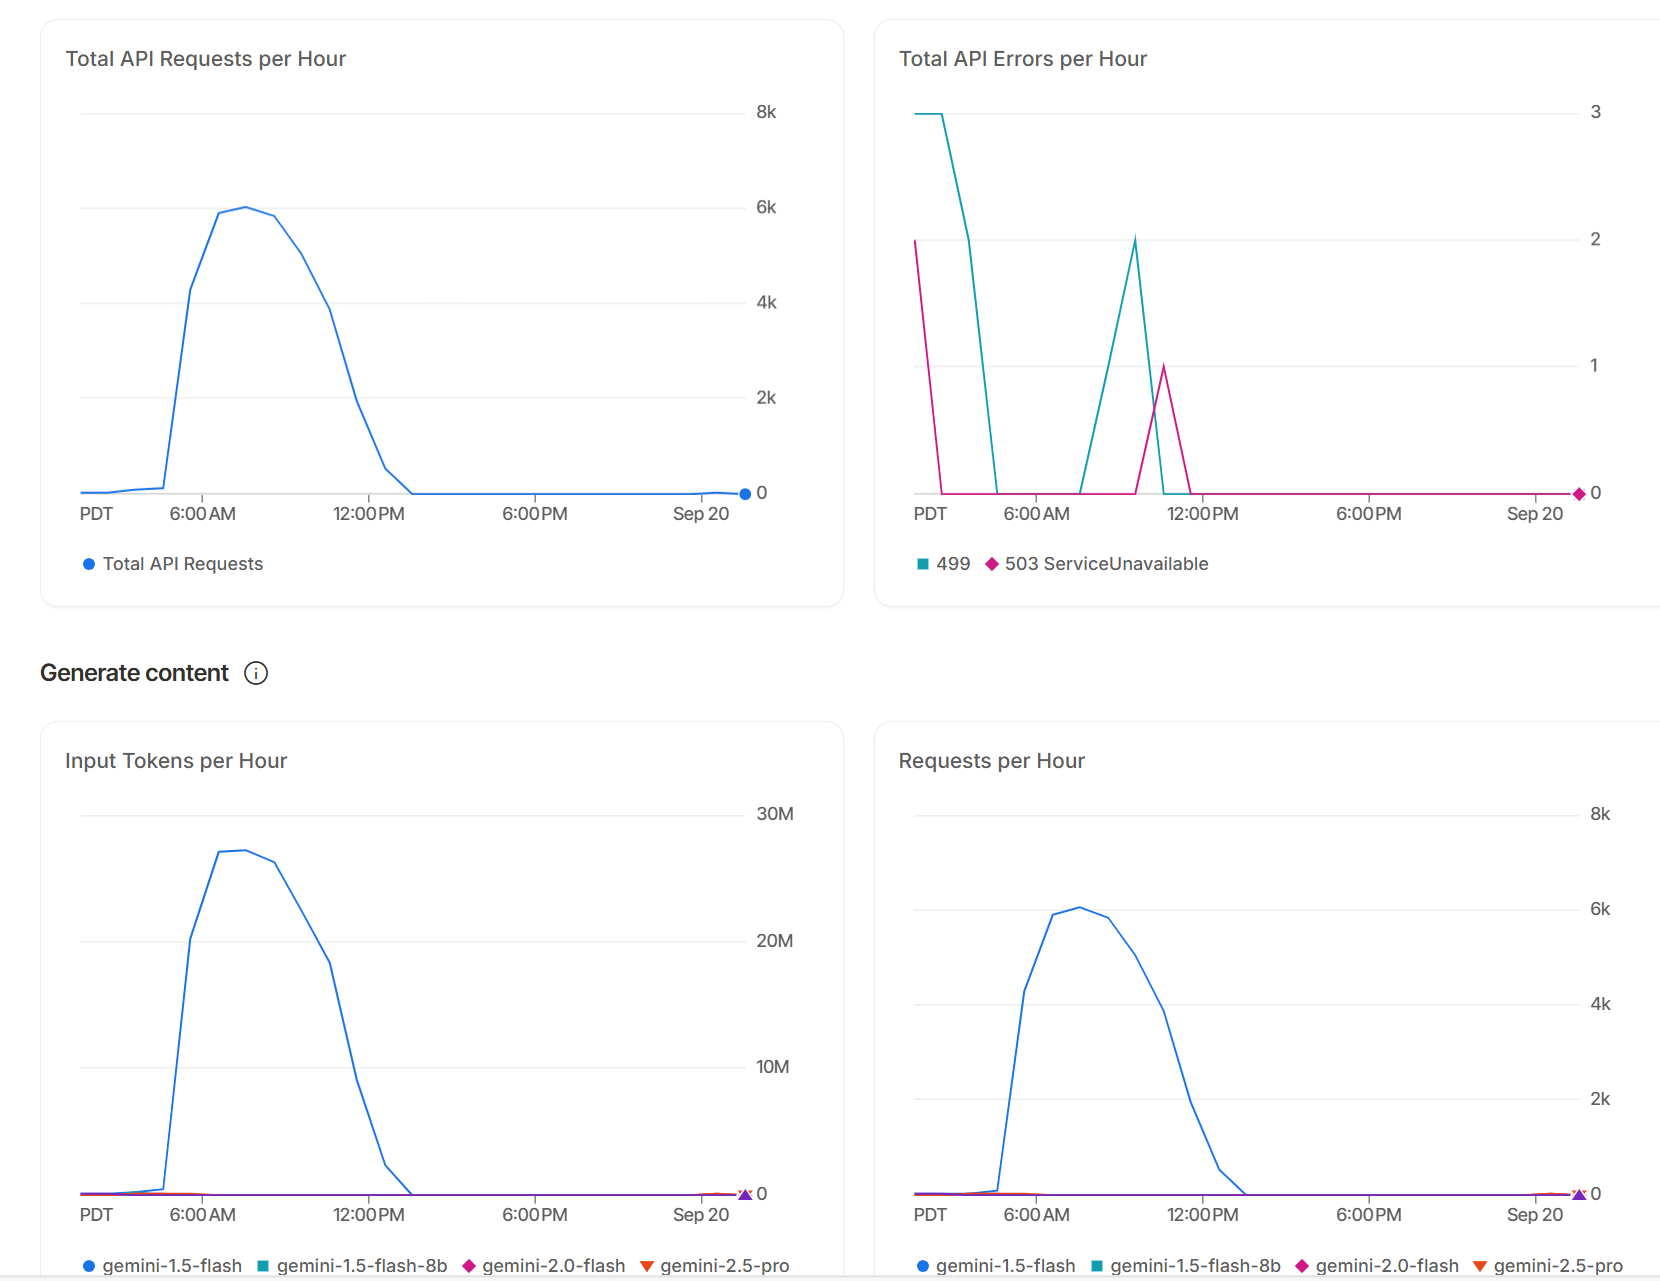 Total API Requests per Hour
8k
6k
4k
2k
0
PDT 6:00 AM 12:00 PM 6:00 PM Sep 20
Total API Requests
Total API Errors per Hour
3
2
1
0
PDT 6:00 AM 12:00 PM 6:00 PM Sep 20
499 503 ServiceUnavailable
Generate content
Input Tokens per Hour
30M
20M
10M
0
PDT 6:00 AM 12:00 PM 6:00 PM Sep 20
gemini-1.5-flash gemini-1.5-flash-8b gemini-2.0-flash gemini-2.5-pro
Requests per Hour
8k
6k
4k
2k
0
PDT 6:00 AM 12:00 PM 6:00 PM Sep 20
gemini-1.5-flash gemini-1.5-flash-8b gemini-2.0-flash gemini-2.5-pro